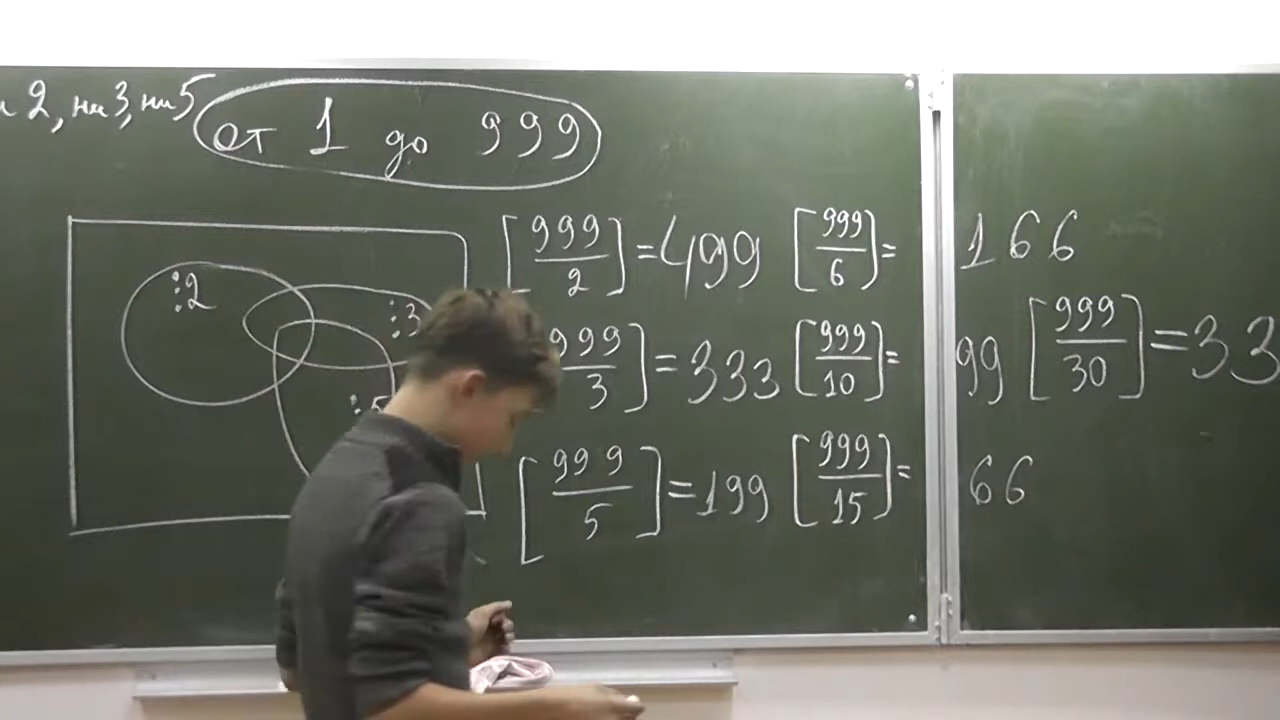 2, ни 3, ни 5
от 1 до 999
:2
:3
[999/2] = 499 [999/6] = 166
999/3] = 333 [999/10] = 99 [999/30] = 33
[999/5] = 199 [999/15] = 66